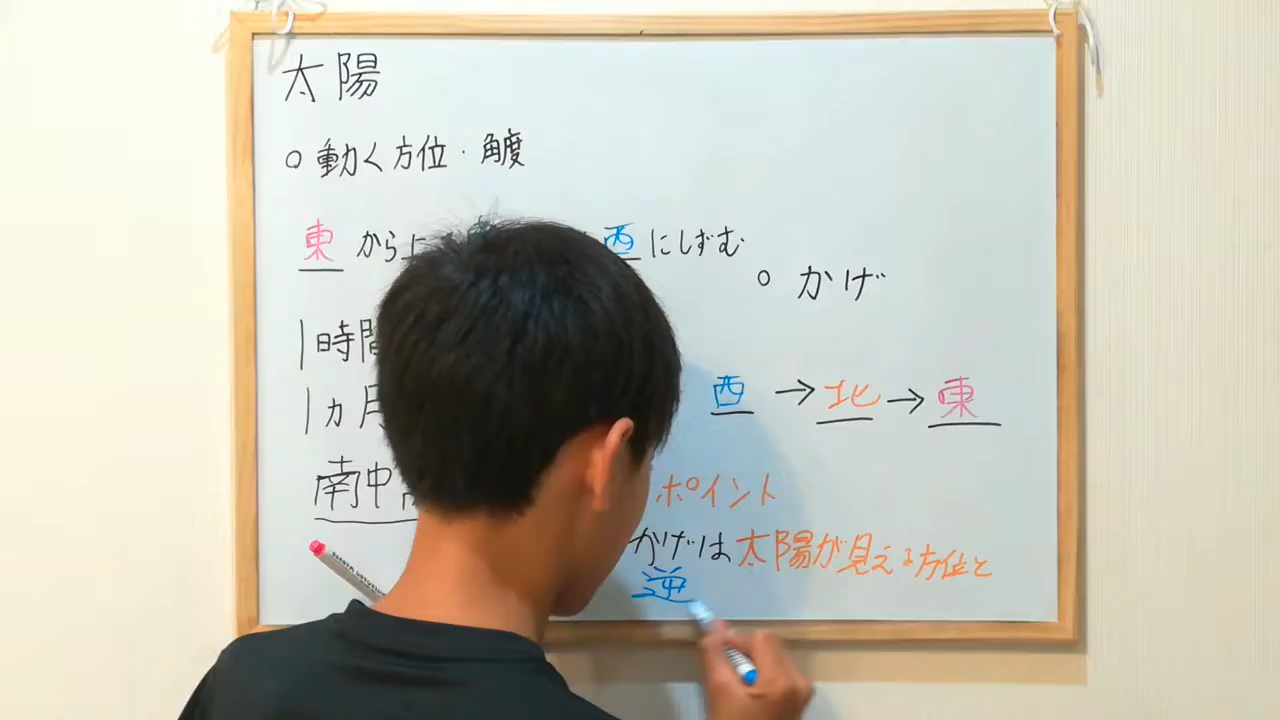 太陽
○動く方位・角度
東から上 西にしずむ
○かげ
1時間
1ヵ月
西→北→東
南中
ポイント
かげは太陽が見える方位と
逆